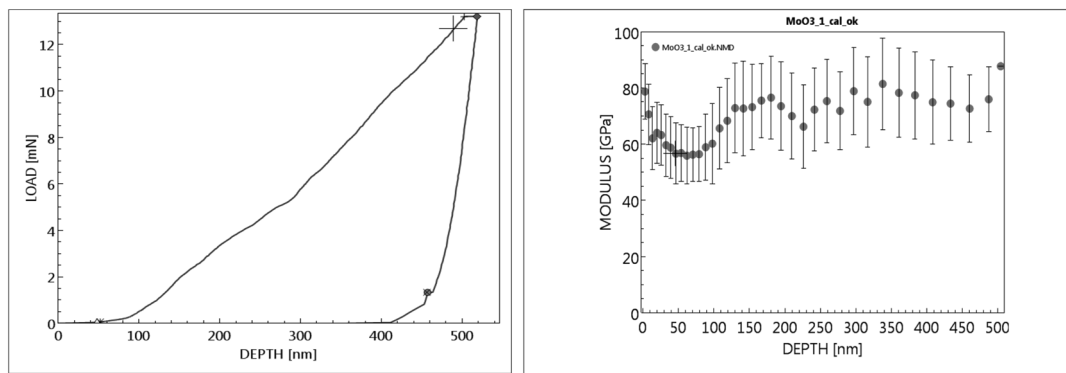 12
10
8
6
4
2
0
LOAD [mN]
0 100 200 300 400 500
DEPTH [nm]
MoO3_1_cal_ok
MoO3_1_cal_ok.NMD
100
80
60
40
20
0
MODULUS [GPa]
0 50 100 150 200 250 300 350 400 450 500
DEPTH [nm]